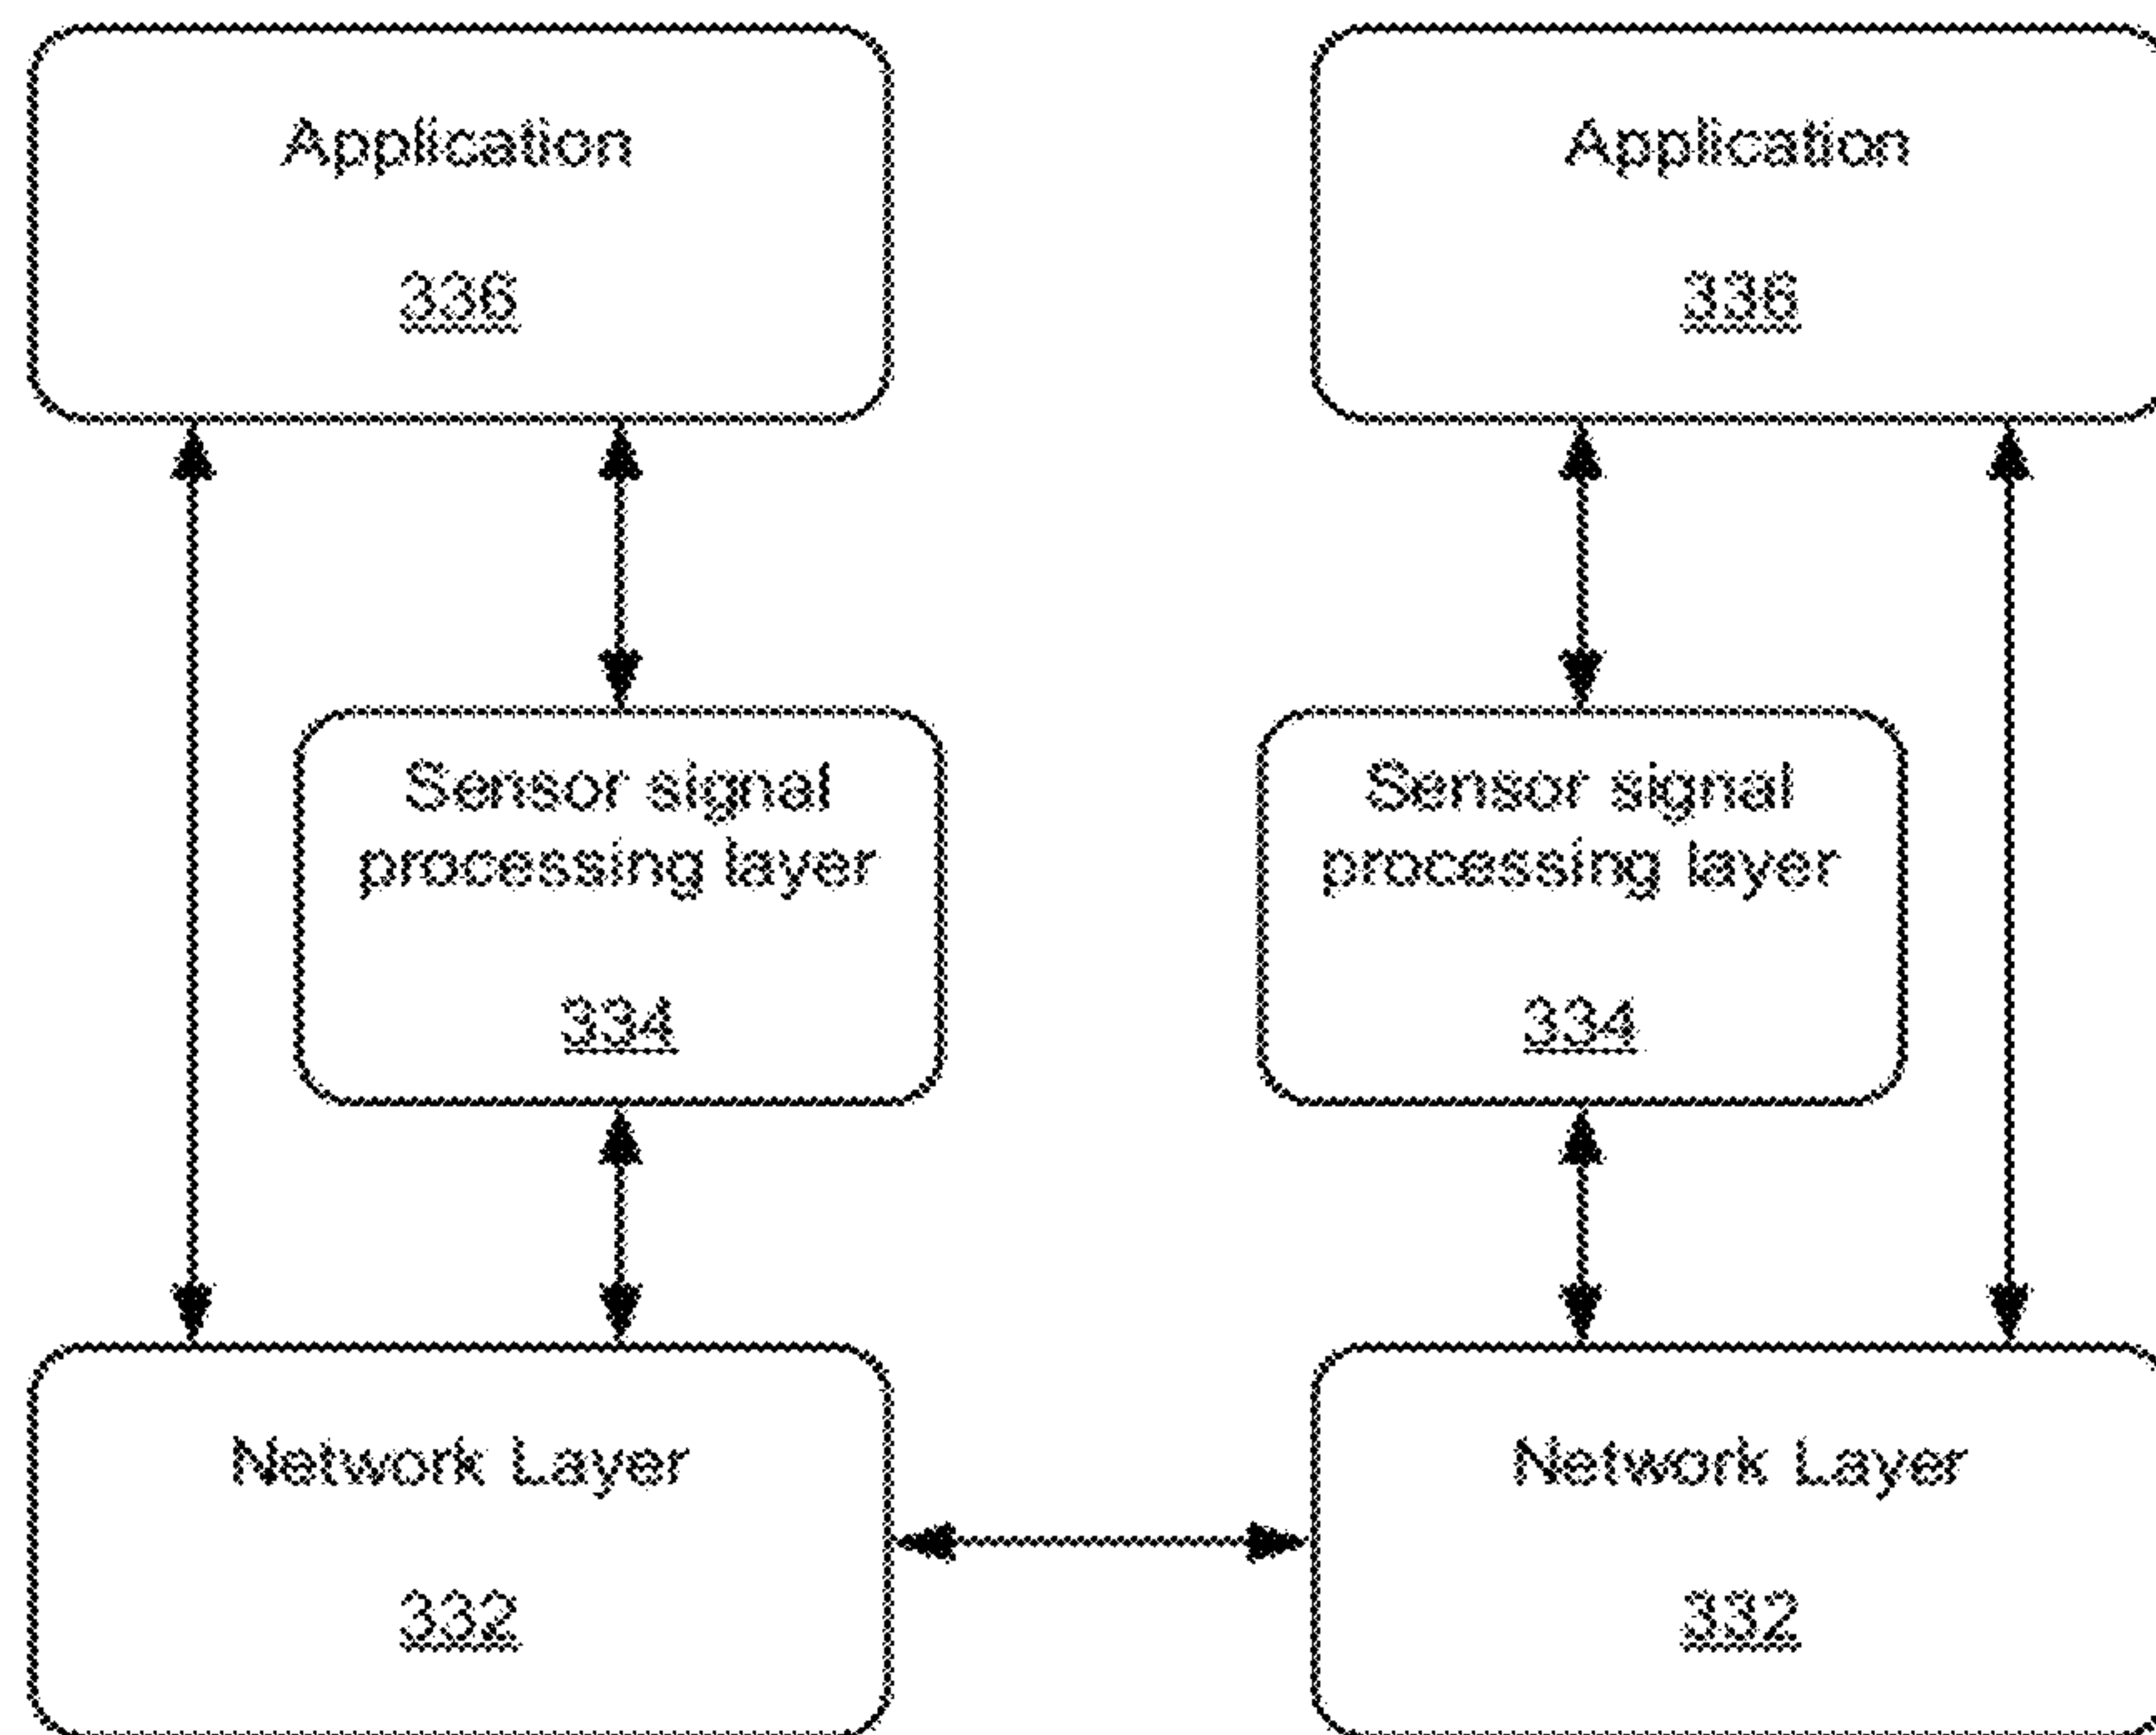 Application
336
Application
336
Sensor signal
processing layer
334
Sensor signal
processing layer
334
Network Layer
332
Network Layer
332